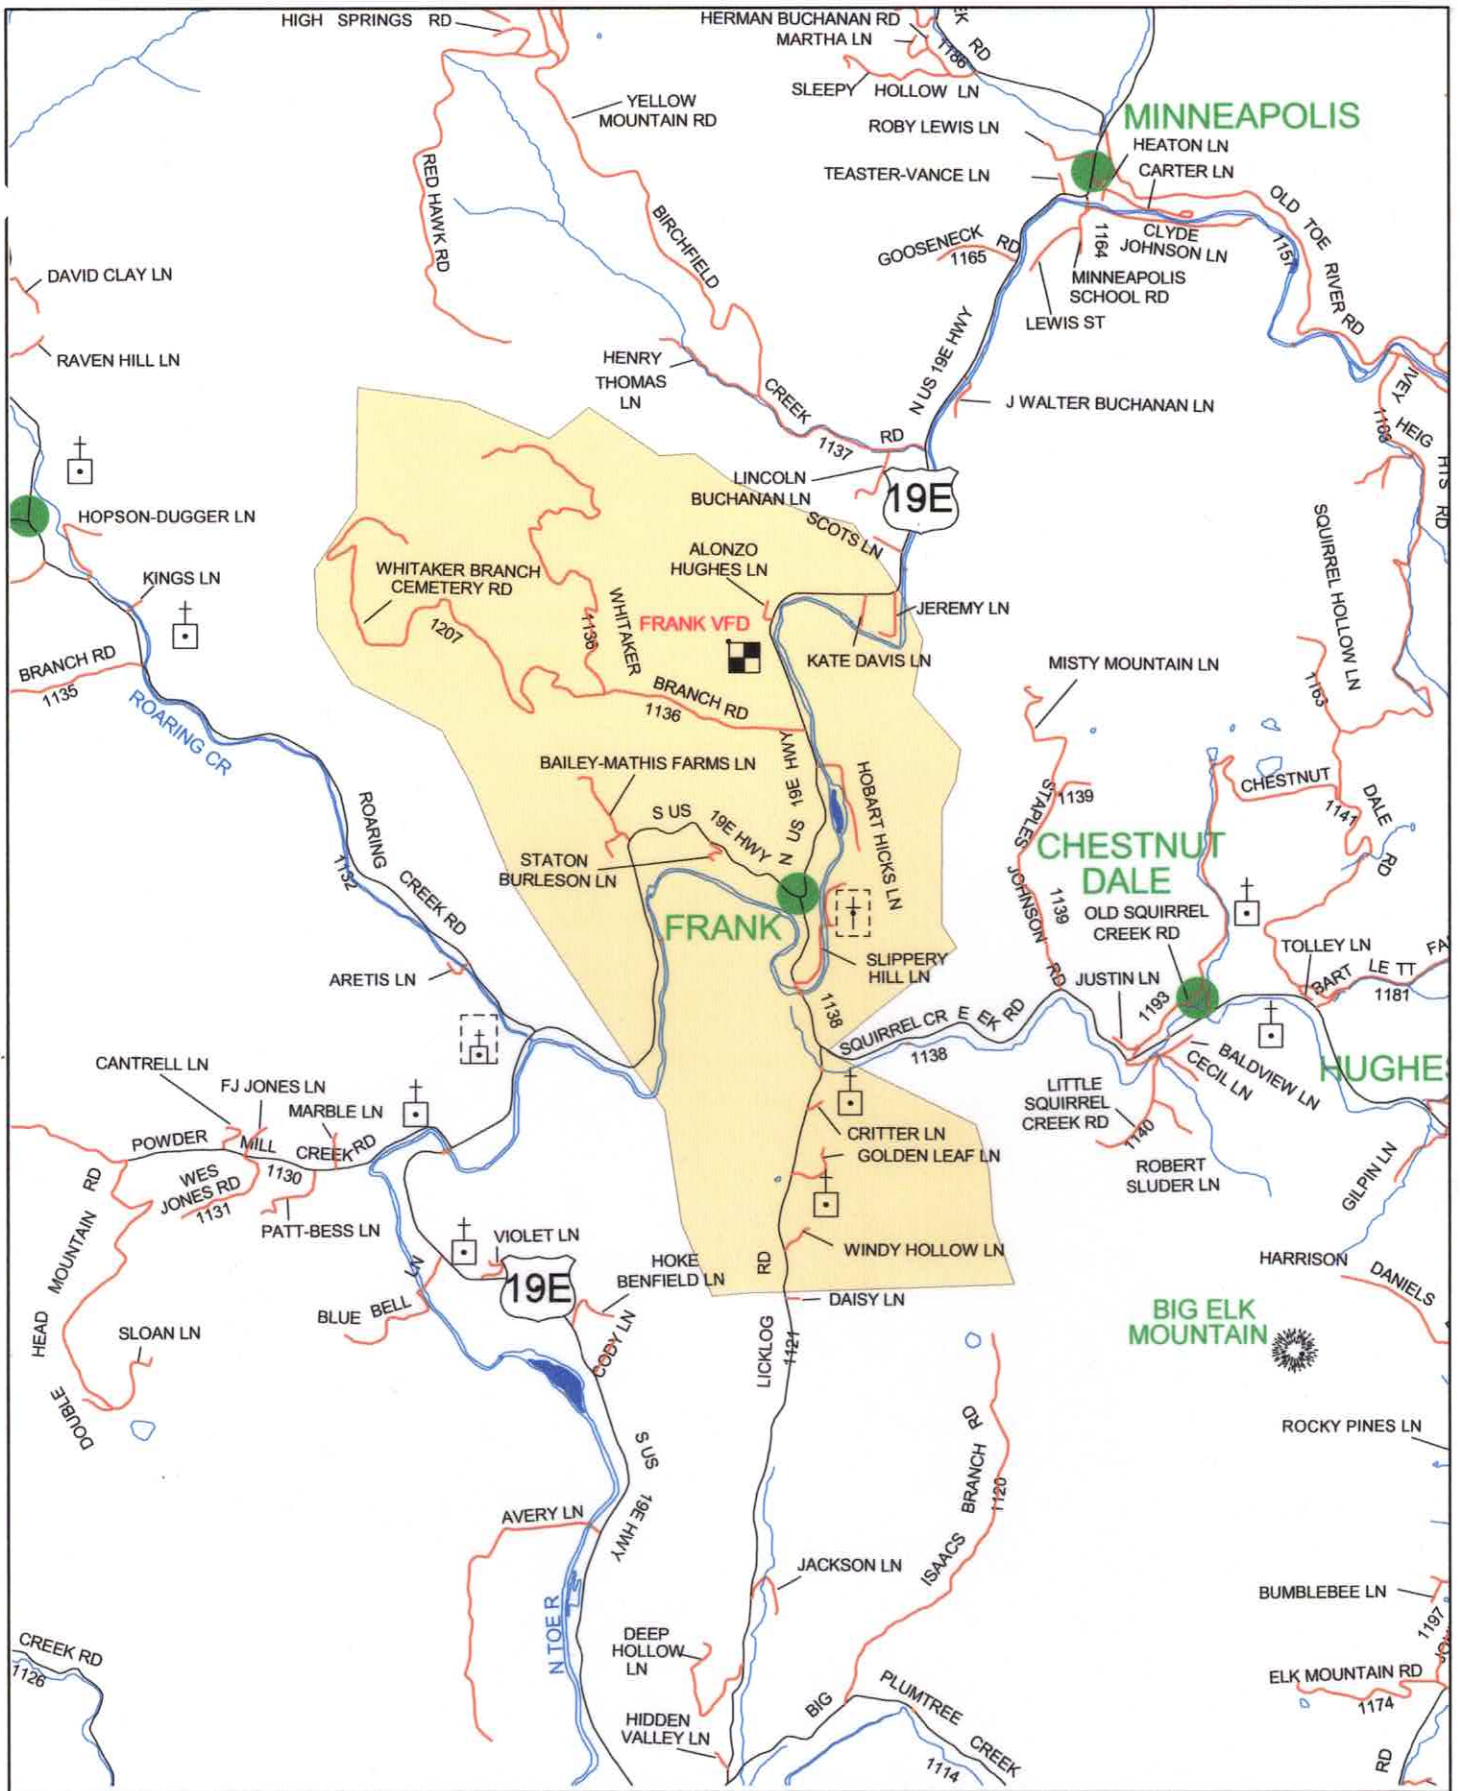 HIGH SPRINGS RD
HERMAN BUCHANAN RD
MARTHA LN
EK RD
1186
SLEEPY HOLLOW LN
YELLOW
MOUNTAIN RD
ROBY LEWIS LN
MINNEAPOLIS
HEATON LN
CARTER LN
TEASTER-VANCE LN
RED HAWK RD
BIRCHFIELD
OLD TOE RIVER RD
1157
CLYDE
JOHNSON LN
1164
GOOSENECK RD
1165
MINNEAPOLIS
SCHOOL RD
LEWIS ST
DAVID CLAY LN
RAVEN HILL LN
N US 19E HWY
HENRY
THOMAS
LN
CREEK RD
1137
J WALTER BUCHANAN LN
IVEY HEIG HTS RD
1168
LINCOLN
BUCHANAN LN
19E
SCOTS LN
HOPSON-DUGGER LN
KINGS LN
ALONZO
HUGHES LN
WHITAKER BRANCH
CEMETERY RD
1207
WHITAKER
1136
FRANK VFD
JEREMY LN
KATE DAVIS LN
SQUIRREL HOLLOW LN
1163
BRANCH RD
1135
ROARING CR
BRANCH RD
1136
MISTY MOUNTAIN LN
BAILEY-MATHIS FARMS LN
N US 19E HWY
HOBART HICKS LN
S US 19E HWY
STATON
BURLESON LN
STAPLES JOHNSON RD
1139
1139
CHESTNUT DALE RD
1141
CHESTNUT
DALE
ROARING CREEK RD
1132
FRANK
OLD SQUIRREL
CREEK RD
SLIPPERY
HILL LN
TOLLEY LN
BART LE TT FA
1181
ARETIS LN
JUSTIN LN
1193
1138
SQUIRREL CR E EK RD
1138
BALDVIEW LN
CECIL LN
HUGHES
CANTRELL LN
FJ JONES LN
MARBLE LN
LITTLE
SQUIRREL
CREEK RD
1140
POWDER MILL CREEK RD
1130
WES
JONES RD
1131
CRITTER LN
GOLDEN LEAF LN
ROBERT
SLUDER LN
GILPIN LN
PATT-BESS LN
VIOLET LN
WINDY HOLLOW LN
DOUBLE HEAD MOUNTAIN RD
HOKE
BENFIELD LN
19E
HARRISON DANIELS
BLUE BELL LN
DAISY LN
BIG ELK
MOUNTAIN
SLOAN LN
CODY LN
LICKLOG RD
1121
ROCKY PINES LN
S US 19E HWY
ISAACS BRANCH RD
1120
AVERY LN
JACKSON LN
BUMBLEBEE LN
1197
N TOE R
DEEP
HOLLOW
LN
CREEK RD
1126
ELK MOUNTAIN RD
1174
HIDDEN
VALLEY LN
BIG PLUMTREE CREEK
1114
RD